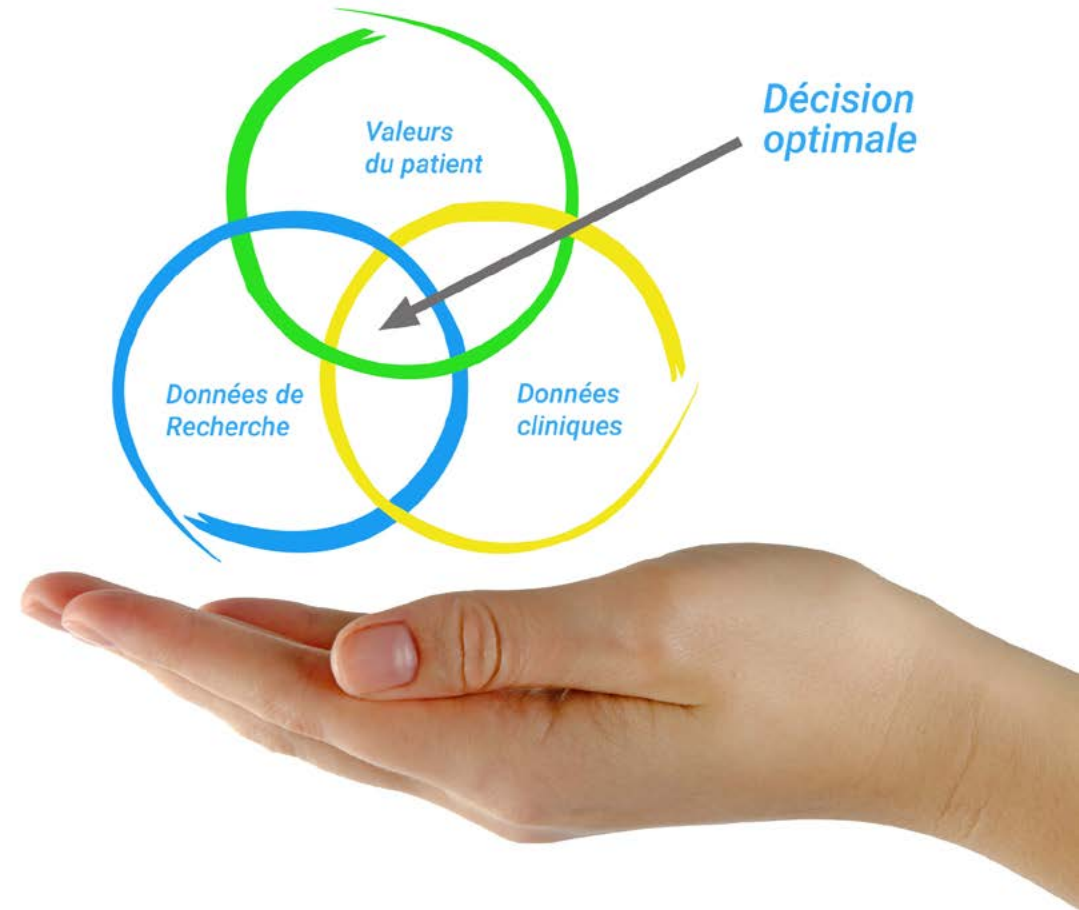 Valeurs
du patient
Décision
optimale
Données de
Recherche
Données
cliniques